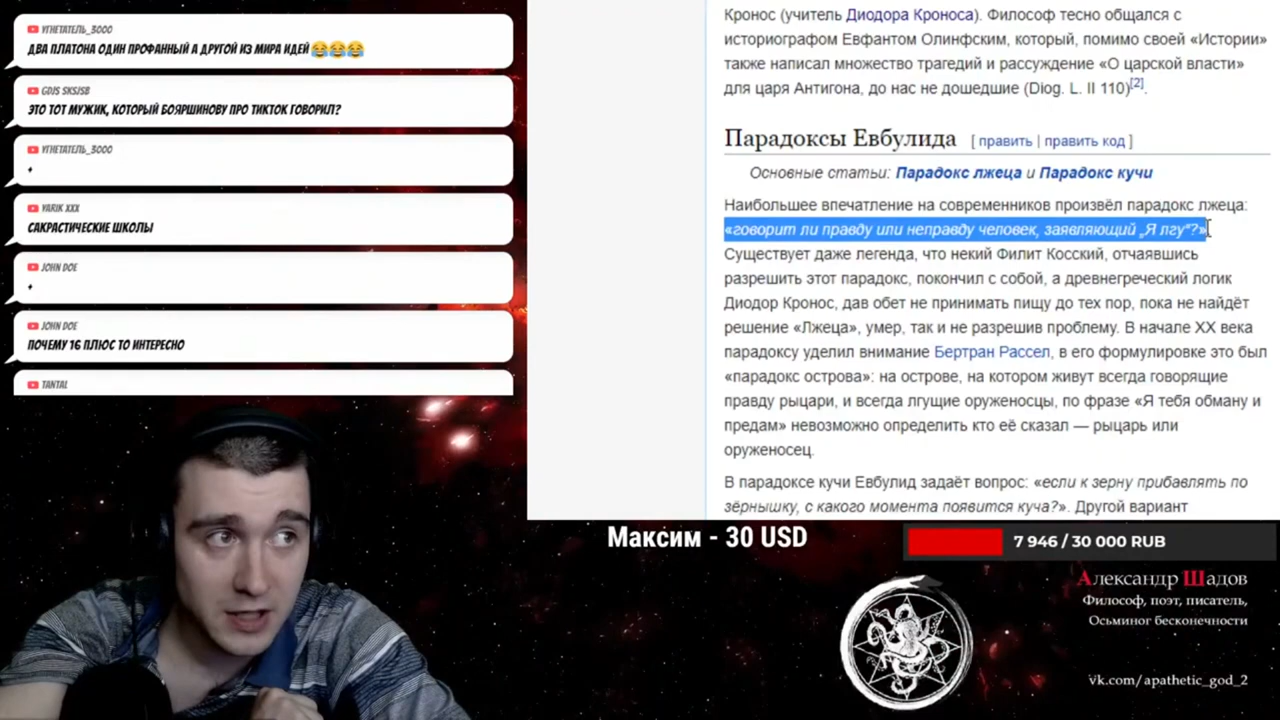 УГНЕТАТЕЛЬ_3000
ДВА ПЛАТОНА ОДИН ПРОФАННЫЙ А ДРУГОЙ ИЗ МИРА ИДЕЙ
GDJS SKSJSB
ЭТО ТОТ МУЖИК, КОТОРЫЙ БОЯРШИНОВУ ПРО ТИКТОК ГОВОРИЛ?
УГНЕТАТЕЛЬ_3000
+
YARIK XXX
САКРАСТИЧЕСКИЕ ШКОЛЫ
JOHN DOE
+
JOHN DOE
ПОЧЕМУ 16 ПЛЮС ТО ИНТЕРЕСНО
TANTAL
Кронос (учитель Диодора Кроноса). Философ тесно общался с
историографом Евфантом Олинфским, который, помимо своей «Истории»
также написал множество трагедий и рассуждение «О царской власти»
для царя Антигона, до нас не дошедшие (Diog. L. II 110)[2].
Парадоксы Евбулида [ править | править код ]
Основные статьи: Парадокс лжеца и Парадокс кучи
Наибольшее впечатление на современников произвёл парадокс лжеца:
«говорит ли правду или неправду человек, заявляющий „Я лгу“?»
Существует даже легенда, что некий Филит Косский, отчаявшись
разрешить этот парадокс, покончил с собой, а древнегреческий логик
Диодор Кронос, дав обет не принимать пищу до тех пор, пока не найдёт
решение «Лжеца», умер, так и не разрешив проблему. В начале XX века
парадоксу уделил внимание Бертран Рассел, в его формулировке это был
«парадокс острова»: на острове, на котором живут всегда говорящие
правду рыцари, и всегда лгущие оруженосцы, по фразе «Я тебя обману и
предам» невозможно определить кто её сказал — рыцарь или
оруженосец.
В парадоксе кучи Евбулид задаёт вопрос: «если к зерну прибавлять по
зёрнышку, с какого момента появится куча?». Другой вариант
Максим - 30 USD
7 946 / 30 000 RUB
Александр Шадов
Философ, поэт, писатель,
Осьминог бесконечности
vk.com/apathetic_god_2